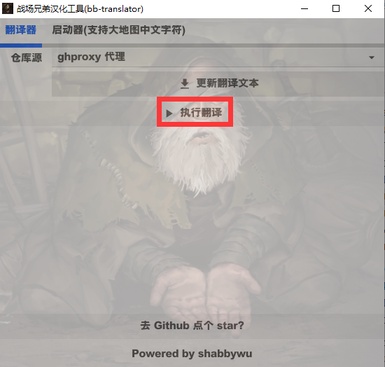 战场兄弟汉化工具(bb-translator)
翻译器 启动器(支持大地图中文字符)
仓库源 ghproxy 代理
更新翻译文本
执行翻译
去 Github 点个 star?
Powered by shabbywu